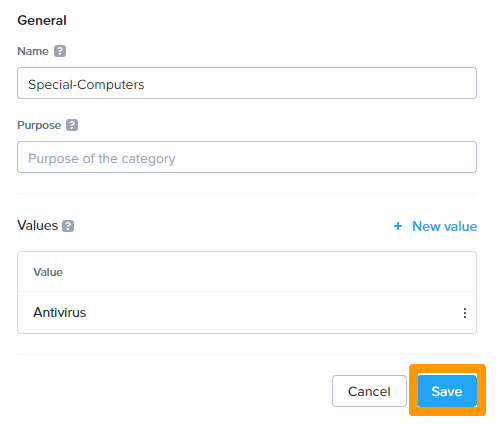 General
Name ?
Special-Computers
Purpose ?
Purpose of the category
Values ?
+ New value
Value
Antivirus
Cancel
Save